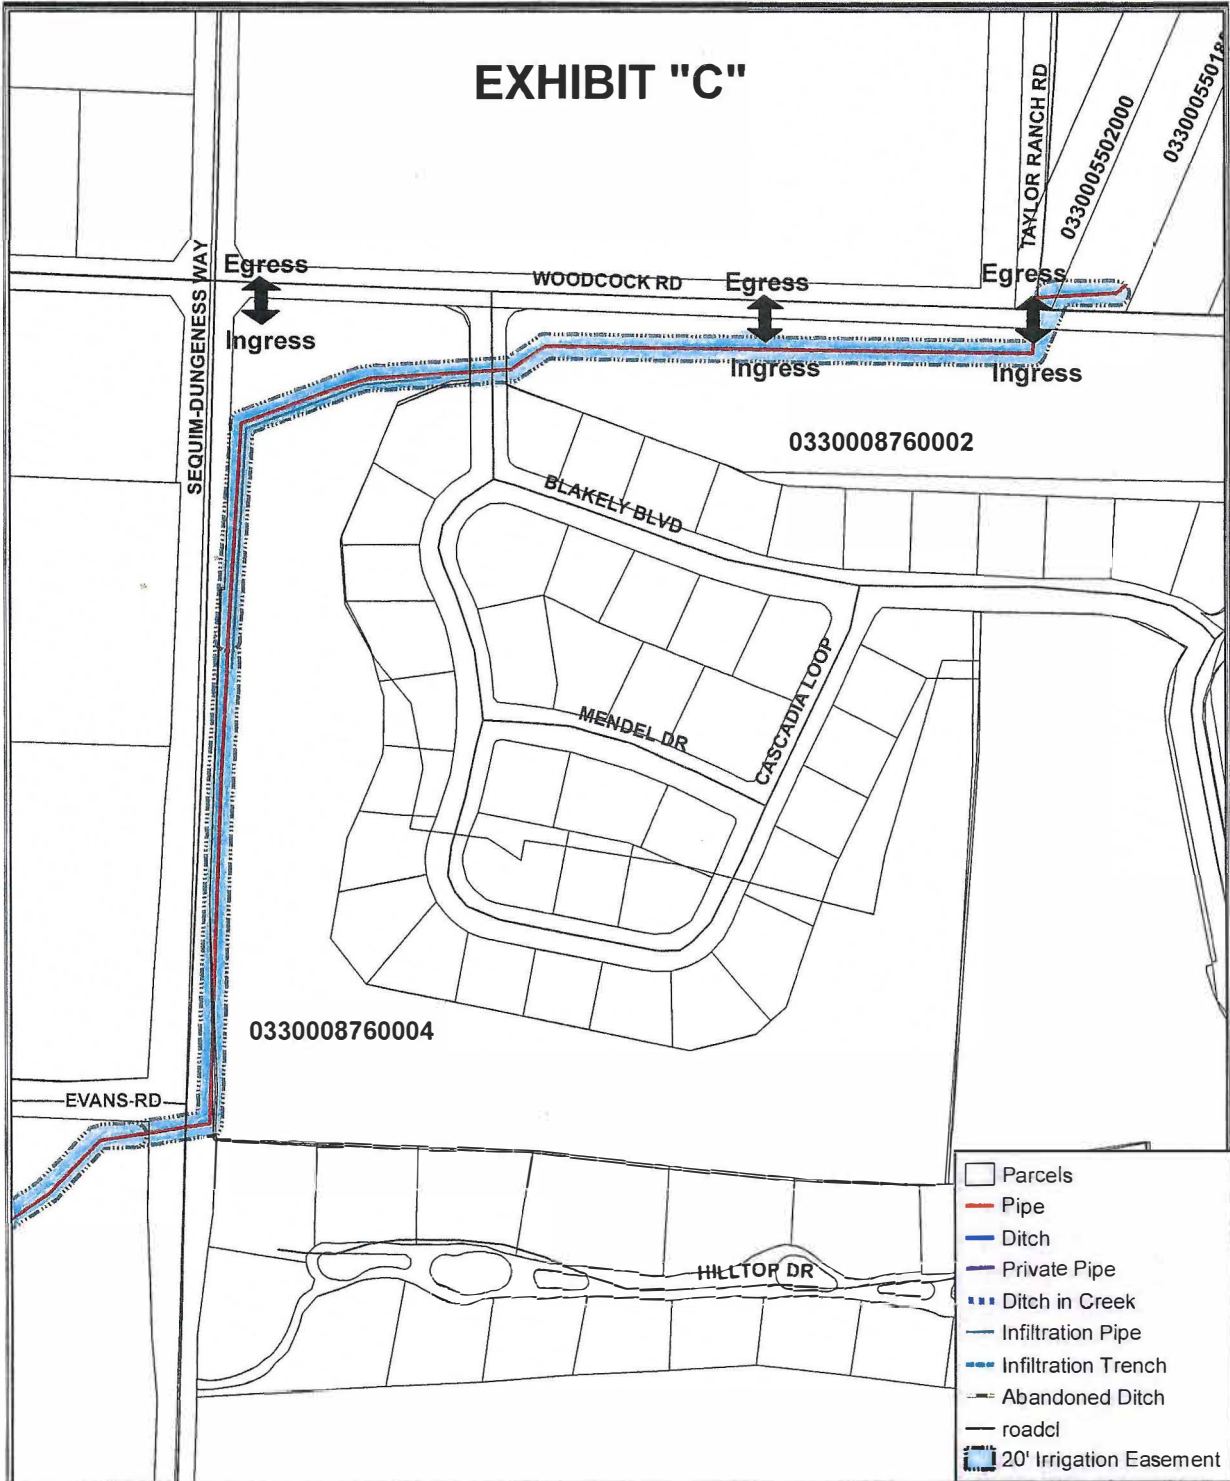 EXHIBIT "C"
TAYLOR RANCH RD
0330005502000
SEQUIM-DUNGENESS WAY
Egress
WOODCOCK RD
Egress
Egress
Ingress
Ingress
Ingress
0330008760002
BLAKELY BLVD
CASCADIA LOOP
MENDEL DR
0330008760004
EVANS RD
HILLTOP DR
Parcels
Pipe
Ditch
Private Pipe
Ditch in Creek
Infiltration Pipe
Infiltration Trench
Abandoned Ditch
roadcl
20' Irrigation Easement